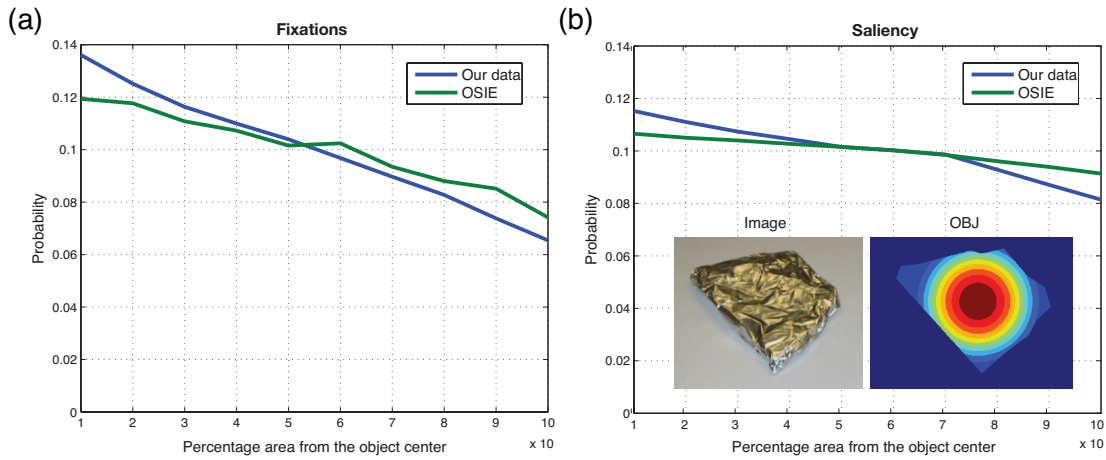 (a)
Fixations
0.14
0.12
0.1
0.08
0.06
0.04
0.02
0
Probability
Our data
OSIE
1 2 3 4 5 6 7 8 9 10
x 10
Percentage area from the object center
(b)
Saliency
0.14
0.12
0.1
0.08
0.06
0.04
0.02
0
Probability
Our data
OSIE
Image
OBJ
1 2 3 4 5 6 7 8 9 10
x 10
Percentage area from the object center